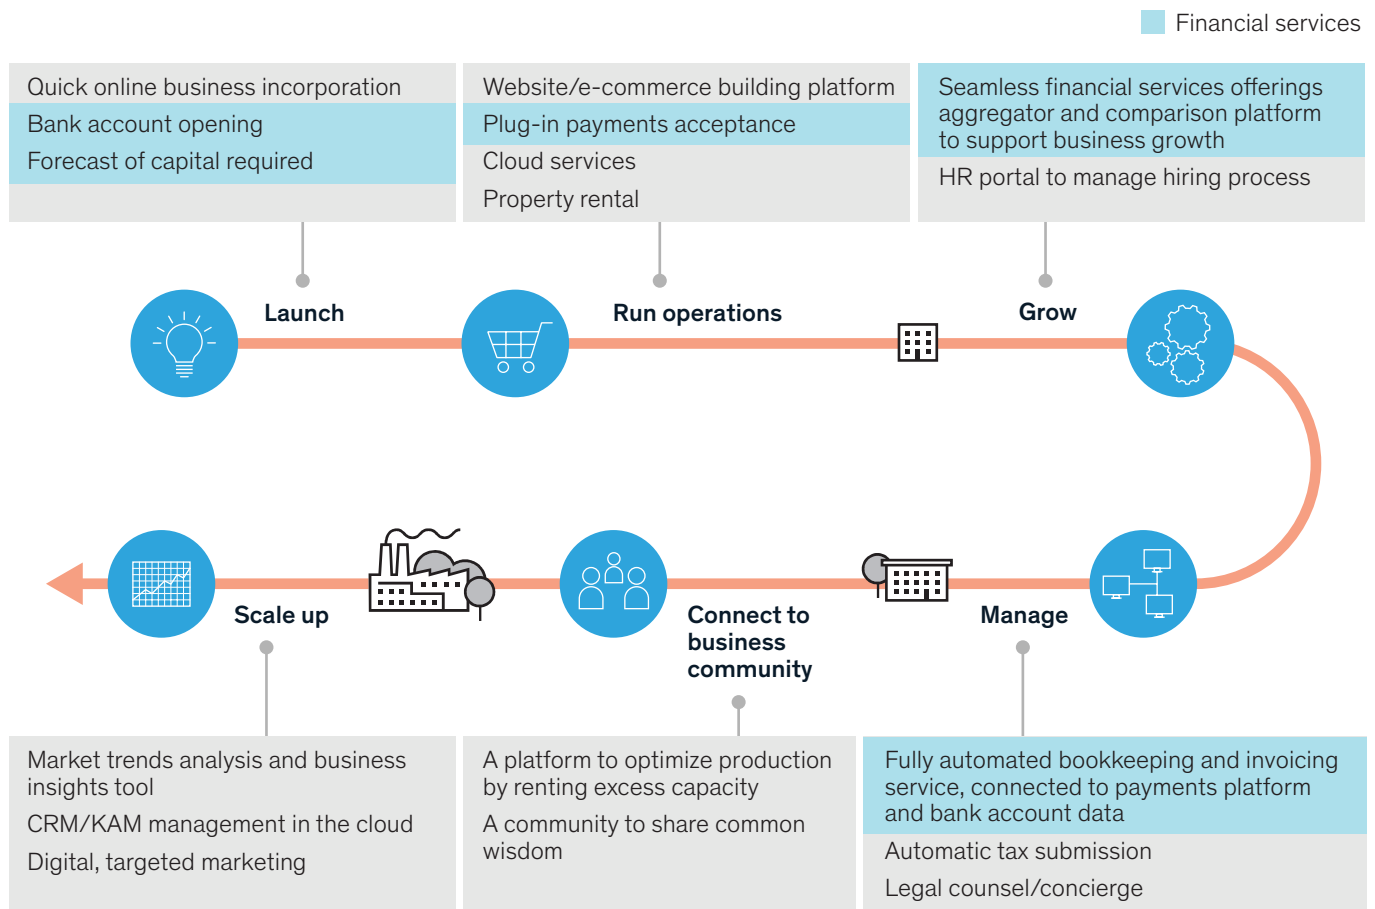 Financial services
Quick online business incorporation
Bank account opening
Forecast of capital required
Website/e-commerce building platform
Plug-in payments acceptance
Cloud services
Property rental
Seamless financial services offerings
aggregator and comparison platform
to support business growth
HR portal to manage hiring process
Launch
Run operations
Grow
Scale up
Connect to
business
community
Manage
Market trends analysis and business
insights tool
CRM/KAM management in the cloud
Digital, targeted marketing
A platform to optimize production
by renting excess capacity
A community to share common
wisdom
Fully automated bookkeeping and invoicing
service, connected to payments platform
and bank account data
Automatic tax submission
Legal counsel/concierge